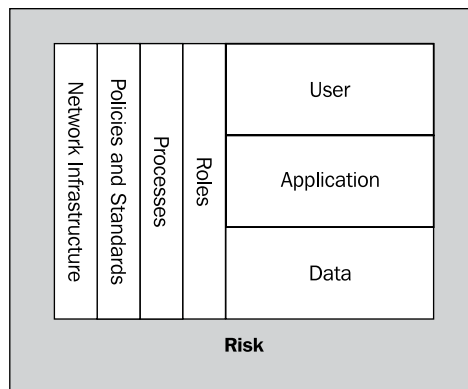 Network Infrastructure
Policies and Standards
Processes
Roles
User
Application
Data
Risk